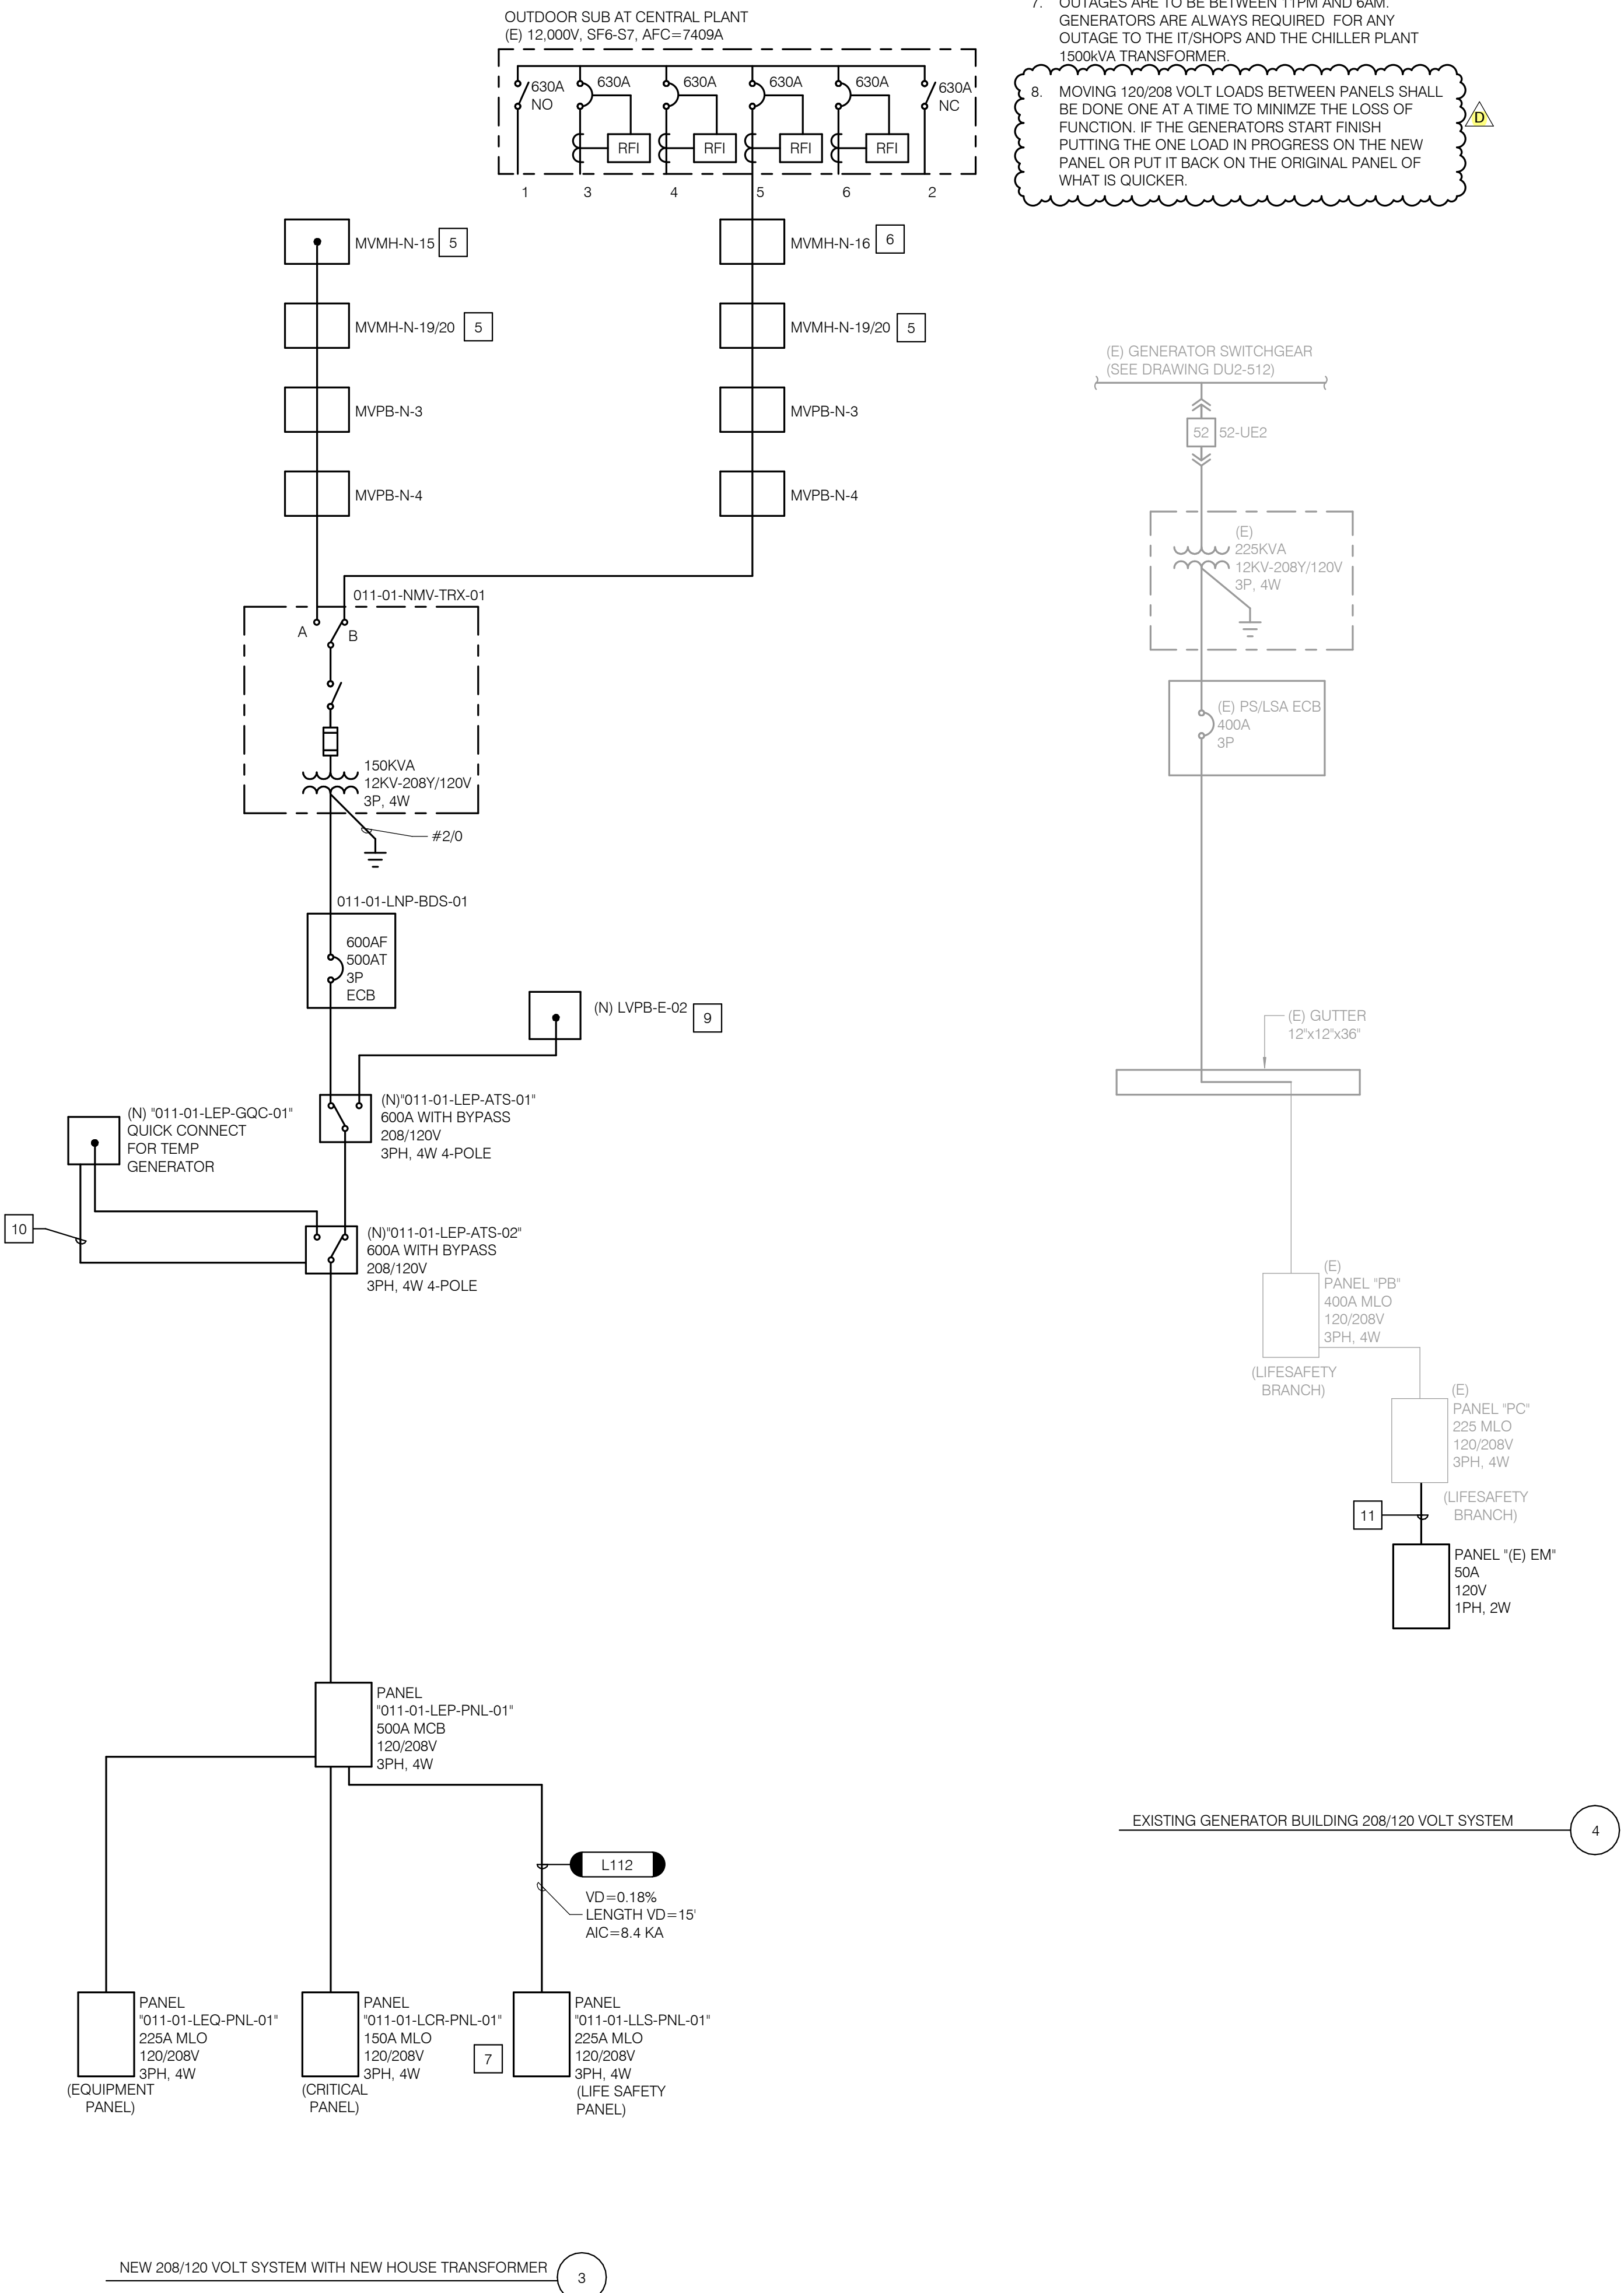 OUTDOOR SUB AT CENTRAL PLANT
(E) 12,000V, SF6-S7, AFC=7409A
630A
NO
630A
630A
630A
630A
630A
NC
RFI
RFI
RFI
RFI
1
3
4
5
6
2
7. OUTAGES ARE TO BE BETWEEN 11PM AND 6AM.
GENERATORS ARE ALWAYS REQUIRED FOR ANY
OUTAGE TO THE IT/SHOPS AND THE CHILLER PLANT
1500kVA TRANSFORMER.
8. MOVING 120/208 VOLT LOADS BETWEEN PANELS SHALL
BE DONE ONE AT A TIME TO MINIMZE THE LOSS OF
FUNCTION. IF THE GENERATORS START FINISH
PUTTING THE ONE LOAD IN PROGRESS ON THE NEW
PANEL OR PUT IT BACK ON THE ORIGINAL PANEL OF
WHAT IS QUICKER.
D
MVMH-N-15
5
MVMH-N-19/20
5
MVPB-N-3
MVPB-N-4
MVMH-N-16
6
MVMH-N-19/20
5
MVPB-N-3
MVPB-N-4
011-01-NMV-TRX-01
A
B
150KVA
12KV-208Y/120V
3P, 4W
#2/0
011-01-LNP-BDS-01
600AF
500AT
3P
ECB
(N) LVPB-E-02
9
(N)"011-01-LEP-ATS-01"
600A WITH BYPASS
208/120V
3PH, 4W 4-POLE
(N) "011-01-LEP-GQC-01"
QUICK CONNECT
FOR TEMP
GENERATOR
10
(N)"011-01-LEP-ATS-02"
600A WITH BYPASS
208/120V
3PH, 4W 4-POLE
PANEL
"011-01-LEP-PNL-01"
500A MCB
120/208V
3PH, 4W
L112
VD=0.18%
LENGTH VD=15'
AIC=8.4 KA
PANEL
"011-01-LEQ-PNL-01"
225A MLO
120/208V
3PH, 4W
(EQUIPMENT
PANEL)
PANEL
"011-01-LCR-PNL-01"
150A MLO
120/208V
3PH, 4W
(CRITICAL
PANEL)
7
PANEL
"011-01-LLS-PNL-01"
225A MLO
120/208V
3PH, 4W
(LIFE SAFETY
PANEL)
NEW 208/120 VOLT SYSTEM WITH NEW HOUSE TRANSFORMER
3
(E) GENERATOR SWITCHGEAR
(SEE DRAWING DU2-512)
52
52-UE2
(E)
225KVA
12KV-208Y/120V
3P, 4W
(E) PS/LSA ECB
400A
3P
(E) GUTTER
12"x12"x36"
(E)
PANEL "PB"
400A MLO
120/208V
3PH, 4W
(LIFESAFETY
BRANCH)
(E)
PANEL "PC"
225 MLO
120/208V
3PH, 4W
(LIFESAFETY
BRANCH)
11
PANEL "(E) EM"
50A
120V
1PH, 2W
EXISTING GENERATOR BUILDING 208/120 VOLT SYSTEM
4